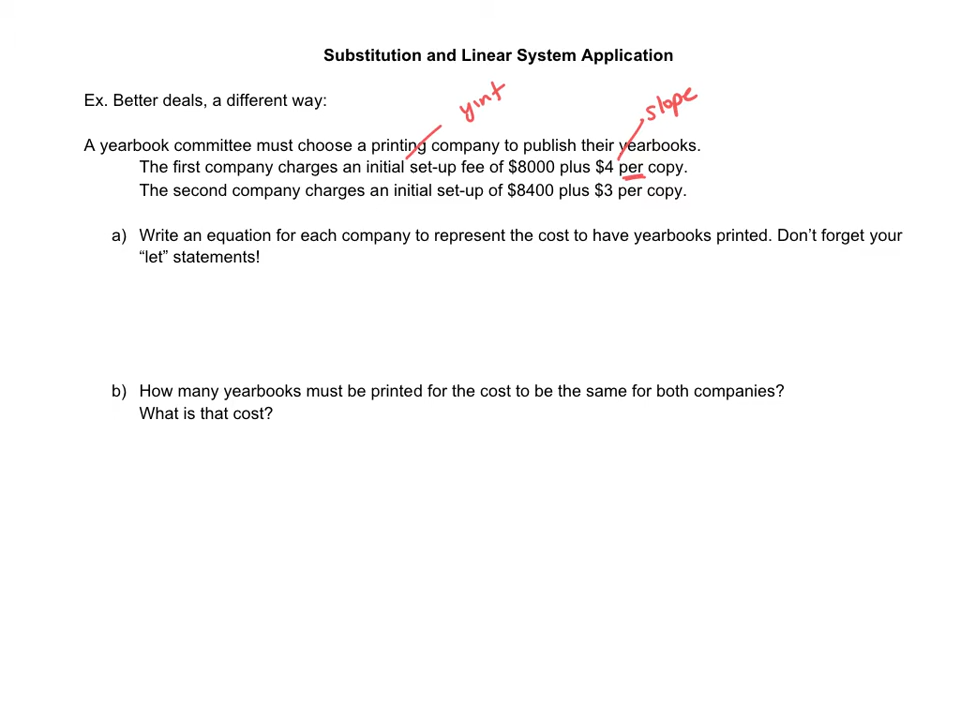 Substitution and Linear System Application
Ex. Better deals, a different way:
yint
slope
A yearbook committee must choose a printing company to publish their yearbooks.
The first company charges an initial set-up fee of $8000 plus $4 per copy.
The second company charges an initial set-up of $8400 plus $3 per copy.
a) Write an equation for each company to represent the cost to have yearbooks printed. Don’t forget your
“let” statements!
b) How many yearbooks must be printed for the cost to be the same for both companies?
What is that cost?